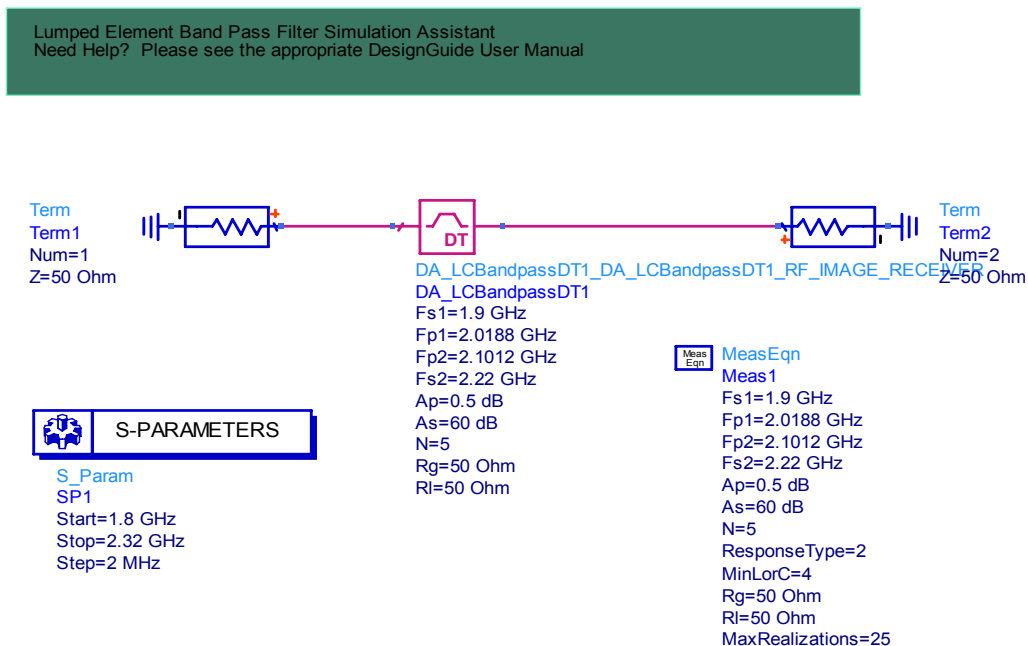 Lumped Element Band Pass Filter Simulation Assistant
Need Help? Please see the appropriate DesignGuide User Manual
Term
Term1
Num=1
Z=50 Ohm
DT
DA_LCBandpassDT1_DA_LCBandpassDT1_RF_IMAGE_RECEIVER
DA_LCBandpassDT1
Fs1=1.9 GHz
Fp1=2.0188 GHz
Fp2=2.1012 GHz
Fs2=2.22 GHz
Ap=0.5 dB
As=60 dB
N=5
Rg=50 Ohm
Rl=50 Ohm
Term
Term2
Num=2
Z=50 Ohm
S-PARAMETERS
S_Param
SP1
Start=1.8 GHz
Stop=2.32 GHz
Step=2 MHz
Meas
Eqn
MeasEqn
Meas1
Fs1=1.9 GHz
Fp1=2.0188 GHz
Fp2=2.1012 GHz
Fs2=2.22 GHz
Ap=0.5 dB
As=60 dB
N=5
ResponseType=2
MinLorC=4
Rg=50 Ohm
Rl=50 Ohm
MaxRealizations=25